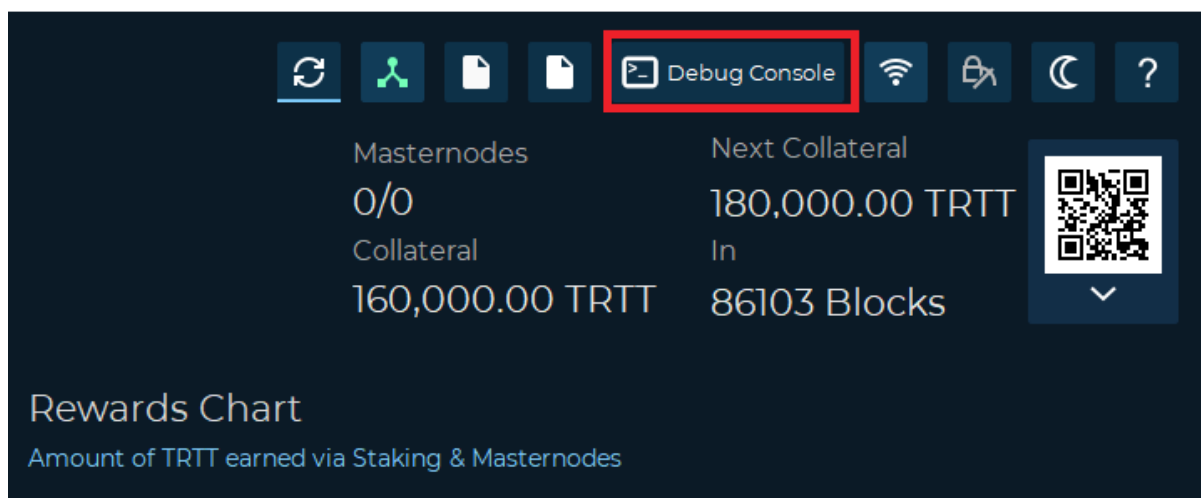 Debug Console
?
Masternodes
0/0
Collateral
160,000.00 TRTT
Next Collateral
180,000.00 TRTT
In
86103 Blocks
Rewards Chart
Amount of TRTT earned via Staking & Masternodes